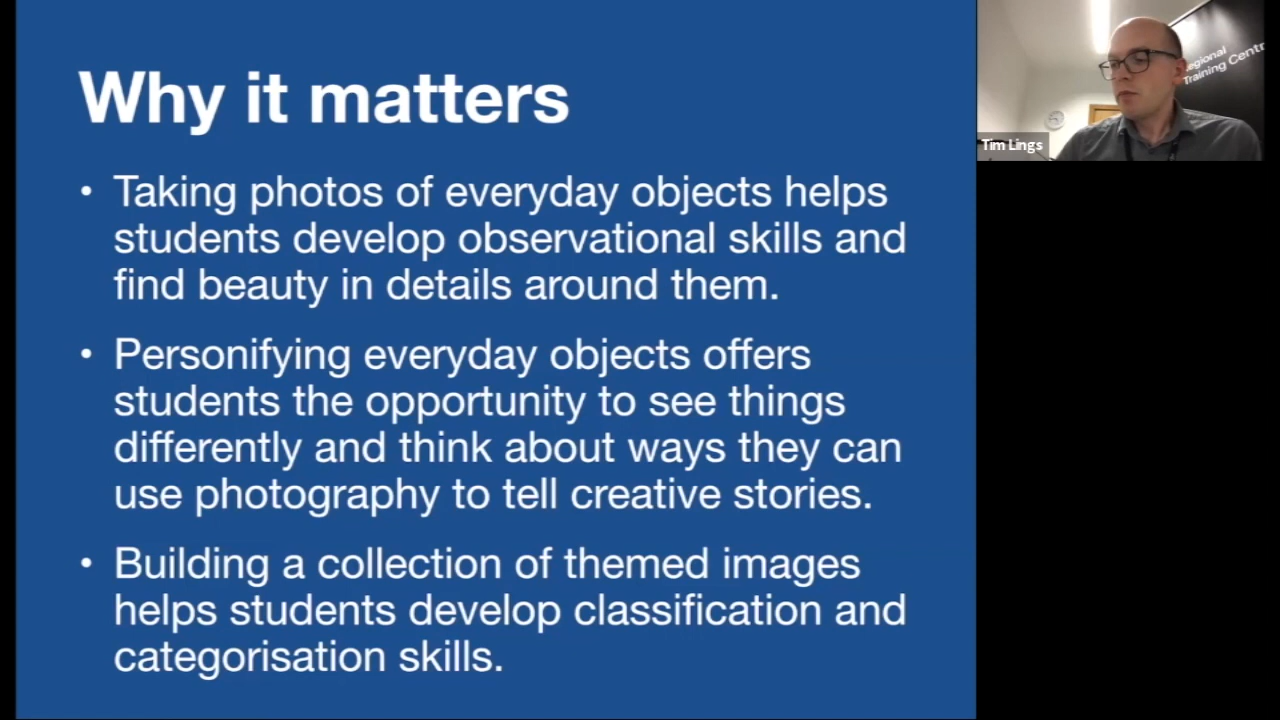 Why it matters
• Taking photos of everyday objects helps
students develop observational skills and
find beauty in details around them.
• Personifying everyday objects offers
students the opportunity to see things
differently and think about ways they can
use photography to tell creative stories.
• Building a collection of themed images
helps students develop classification and
categorisation skills.
Regional
Training Centre
Tim Lings